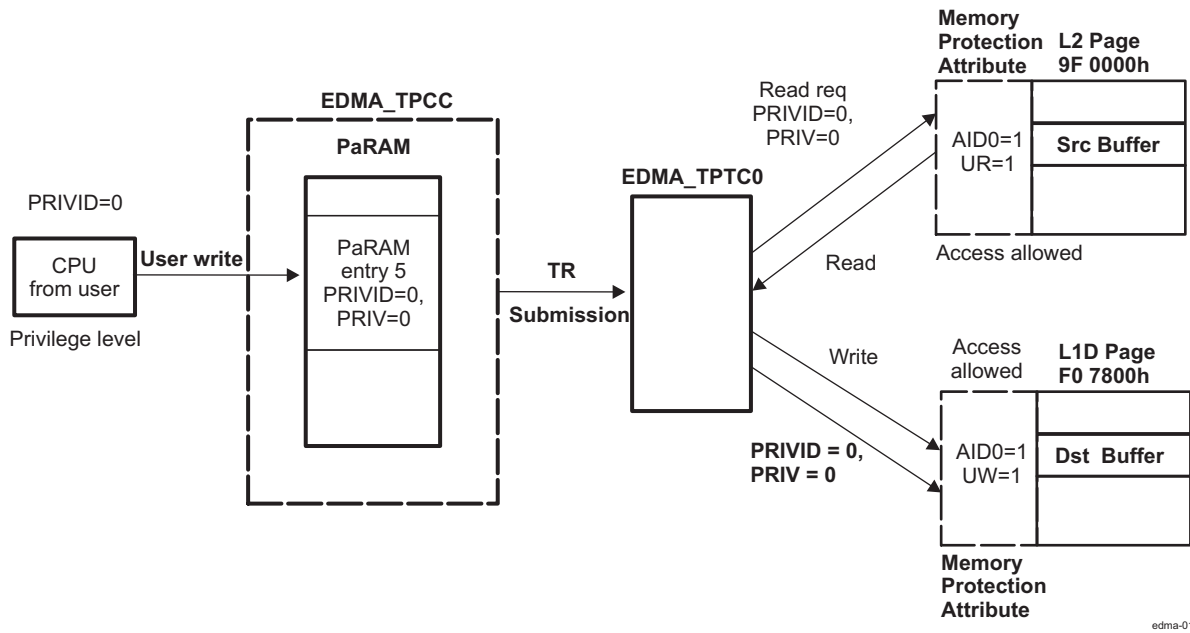 PRIVID=0
CPU
from user
Privilege level
User write
EDMA_TPCC
PaRAM
PaRAM
entry 5
PRIVID=0,
PRIV=0
TR
Submission
EDMA_TPTC0
Read req
PRIVID=0,
PRIV=0
Read
Memory
Protection
Attribute
L2 Page
9F 0000h
AID0=1
UR=1
Src Buffer
Access allowed
Write
PRIVID = 0,
PRIV = 0
Access
allowed
L1D Page
F0 7800h
AID0=1
UW=1
Dst Buffer
Memory
Protection
Attribute